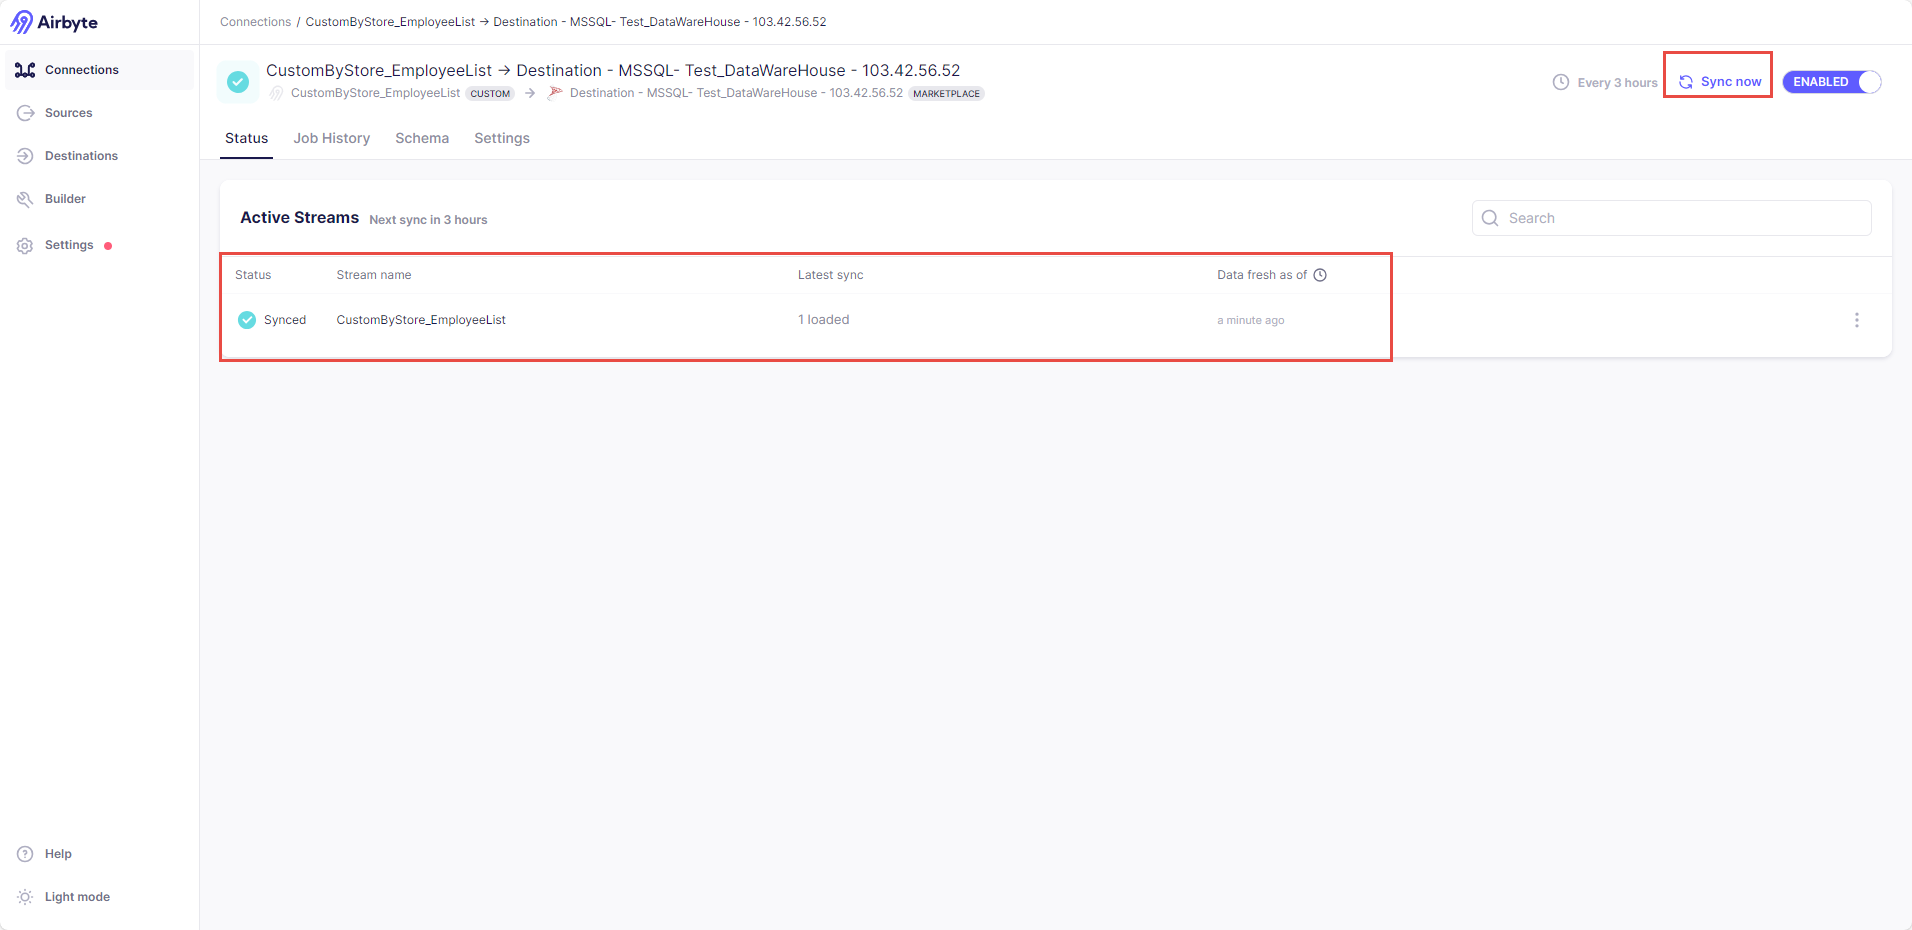 Airbyte
Connections / CustomByStore_EmployeeList → Destination - MSSQL- Test_DataWareHouse - 103.42.56.52
Connections
Sources
Destinations
Builder
Settings
Help
Light mode
CustomByStore_EmployeeList → Destination - MSSQL- Test_DataWareHouse - 103.42.56.52
CustomByStore_EmployeeList CUSTOM → Destination - MSSQL- Test_DataWareHouse - 103.42.56.52 MARKETPLACE
Every 3 hours Sync now ENABLED
Status Job History Schema Settings
Active Streams Next sync in 3 hours
Search
Status Stream name Latest sync Data fresh as of
Synced CustomByStore_EmployeeList 1 loaded a minute ago